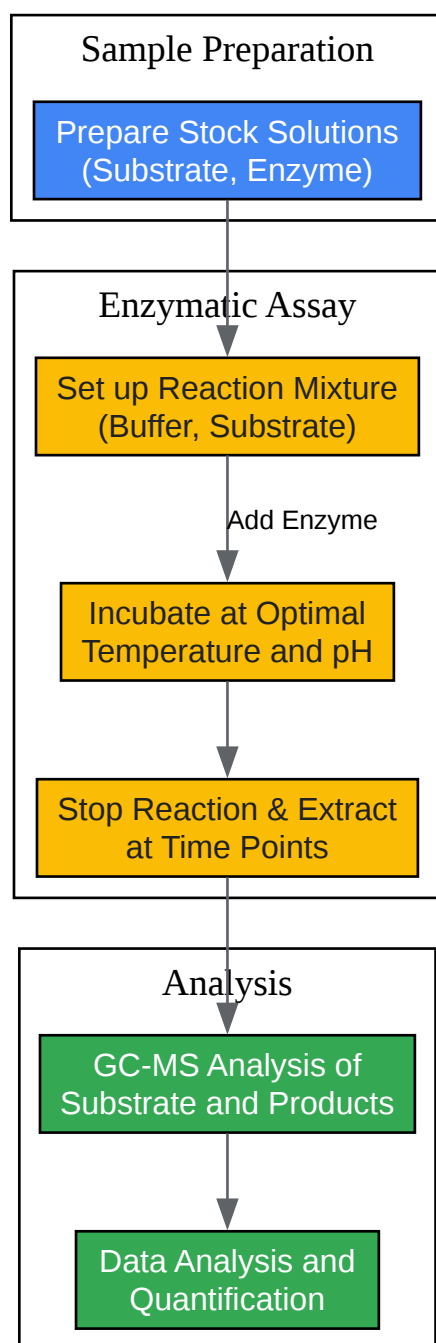 Sample Preparation
Prepare Stock Solutions
(Substrate, Enzyme)
Enzymatic Assay
Set up Reaction Mixture
(Buffer, Substrate)
Add Enzyme
Incubate at Optimal
Temperature and pH
Stop Reaction & Extract
at Time Points
Analysis
GC-MS Analysis of
Substrate and Products
Data Analysis and
Quantification